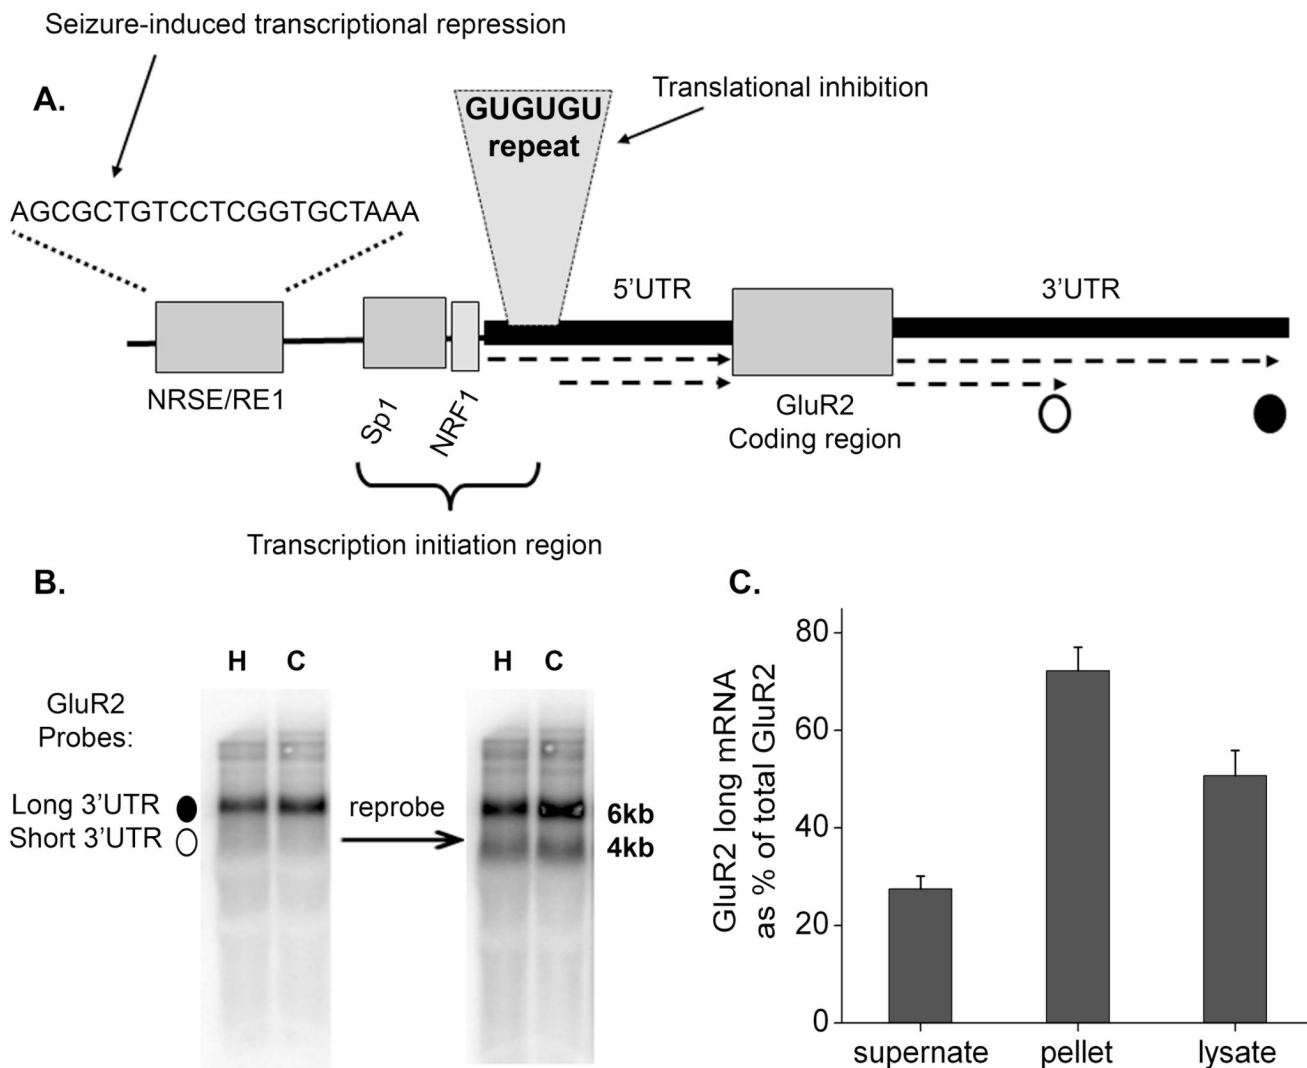 Seizure-induced transcriptional repression
A.
GUGUGU
repeat
Translational inhibition
AGCGCTGTCCTCGGTGCTAAA
5'UTR
3'UTR
NRSE/RE1
Sp1
NRF1
GluR2
Coding region
Transcription initiation region
B.
H C
H C
GluR2
Probes:
Long 3'UTR
Short 3'UTR
reprobe
6kb
4kb
C.
GluR2 long mRNA
as % of total GluR2
80
60
40
20
0
supernate pellet lysate